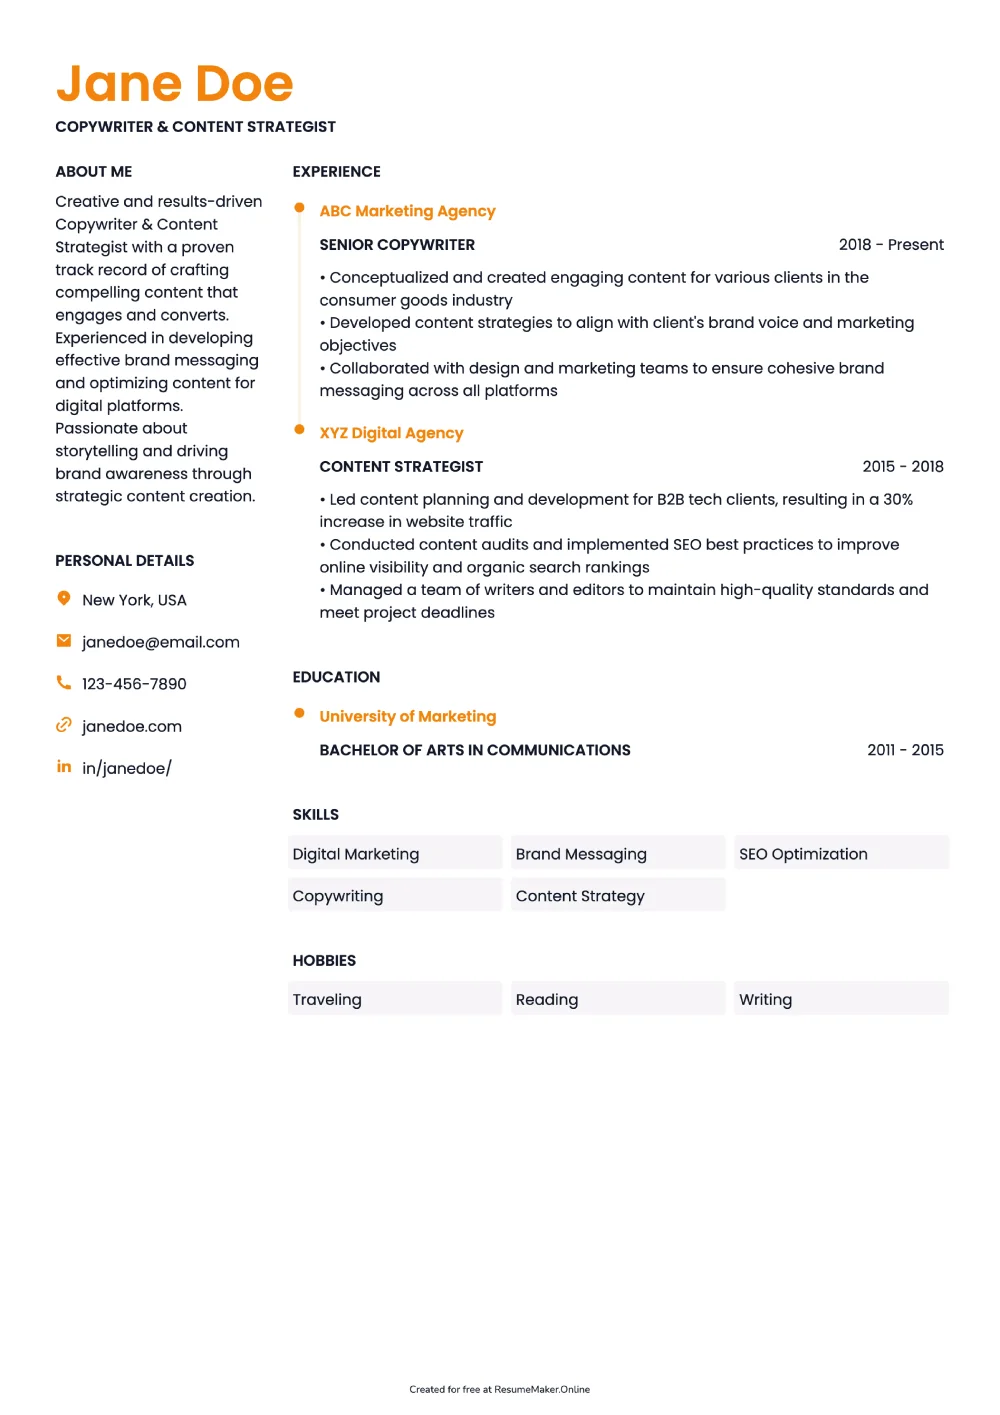 Jane Doe
COPYWRITER & CONTENT STRATEGIST
ABOUT ME
Creative and results-driven
Copywriter & Content
Strategist with a proven
track record of crafting
compelling content that
engages and converts.
Experienced in developing
effective brand messaging
and optimizing content for
digital platforms.
Passionate about
storytelling and driving
brand awareness through
strategic content creation.
PERSONAL DETAILS
New York, USA
janedoe@email.com
123-456-7890
janedoe.com
in/janedoe/
EXPERIENCE
ABC Marketing Agency
SENIOR COPYWRITER 2018 - Present
• Conceptualized and created engaging content for various clients in the
consumer goods industry
• Developed content strategies to align with client's brand voice and marketing
objectives
• Collaborated with design and marketing teams to ensure cohesive brand
messaging across all platforms
XYZ Digital Agency
CONTENT STRATEGIST 2015 - 2018
• Led content planning and development for B2B tech clients, resulting in a 30%
increase in website traffic
• Conducted content audits and implemented SEO best practices to improve
online visibility and organic search rankings
• Managed a team of writers and editors to maintain high-quality standards and
meet project deadlines
EDUCATION
University of Marketing
BACHELOR OF ARTS IN COMMUNICATIONS 2011 - 2015
SKILLS
Digital Marketing Brand Messaging SEO Optimization
Copywriting Content Strategy
HOBBIES
Traveling Reading Writing
Created for free at ResumeMaker.Online